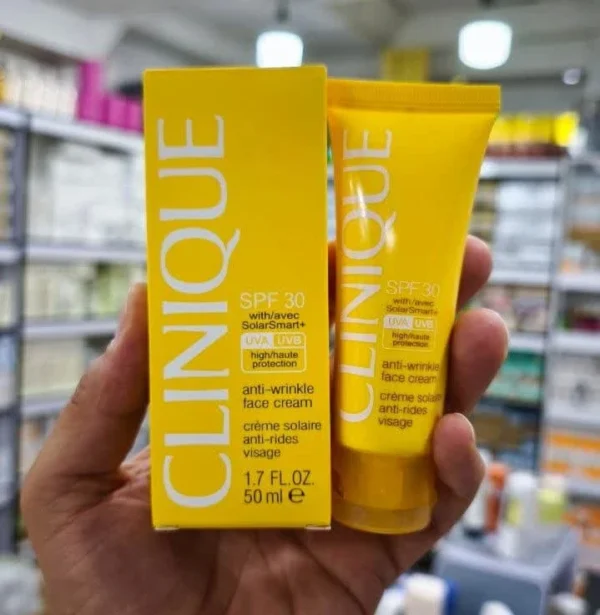 CLINIQUE
SPF 30
with/avec
SolarSmart+
UVA UVB
high/haute
protection
anti-wrinkle
face cream
crème solaire
anti-rides
visage
1.7 FL.OZ.
50 ml ℮
CLINIQUE
SPF 30
with/avec
SolarSmart+
UVA UVB
high/haute
protection
anti-wrinkle
face cream
crème solaire
anti-rides
visage